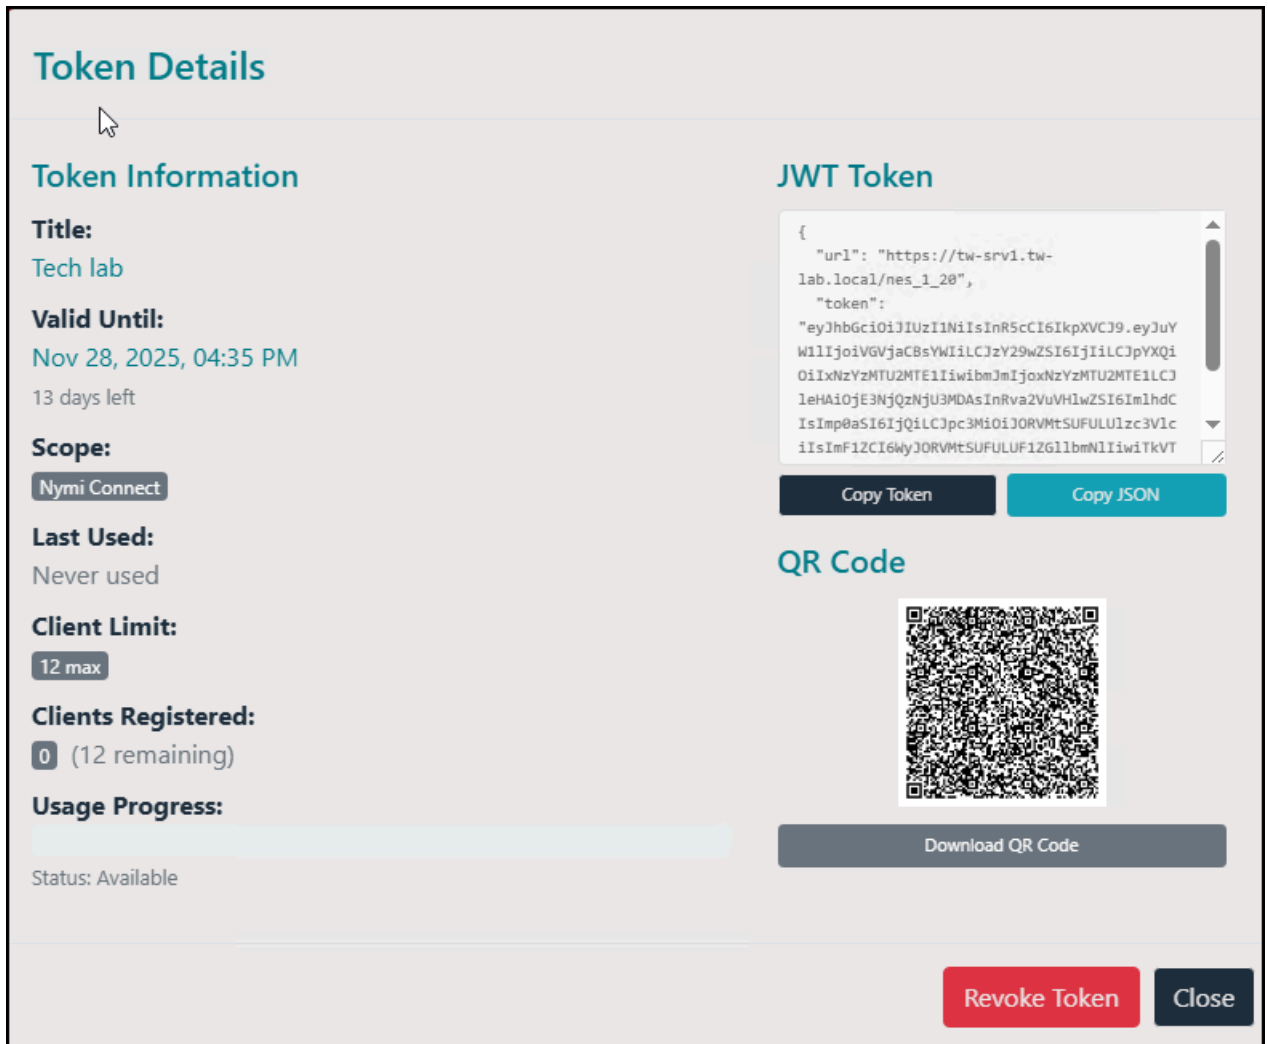 Token Details
Token Information
Title:
Tech lab
Valid Until:
Nov 28, 2025, 04:35 PM
13 days left
Scope:
Nymi Connect
Last Used:
Never used
Client Limit:
12 max
Clients Registered:
0 (12 remaining)
Usage Progress:
Status: Available
JWT Token
{
"url": "https://tw-srv1.tw-
lab.local/nes_1_20",
"token":
"eyJhbGciOiJIUzI1NiIsInR5cCI6IkpXVCJ9.eyJuY
W1lIjoiVGVjaCBsYWIiLCJzY29wZSI6IjIiLCJpYXQi
OiIxNzYzMTU2MTE1IiwibmJmIjoxNzYzMTU2MTE1LCJ
leHAiOjE3NjQzNjU3MDAsInRva2VuVHlwZSI6ImlhdC
IsImp0aSI6IjQiLCJpc3MiOiJORVMtSUFULUlzc3Vlc
iIsImF1ZCI6WyJORVMtSUFULUF1ZGllbmNlIiwiTkVT
Copy Token
Copy JSON
QR Code
Download QR Code
Revoke Token
Close